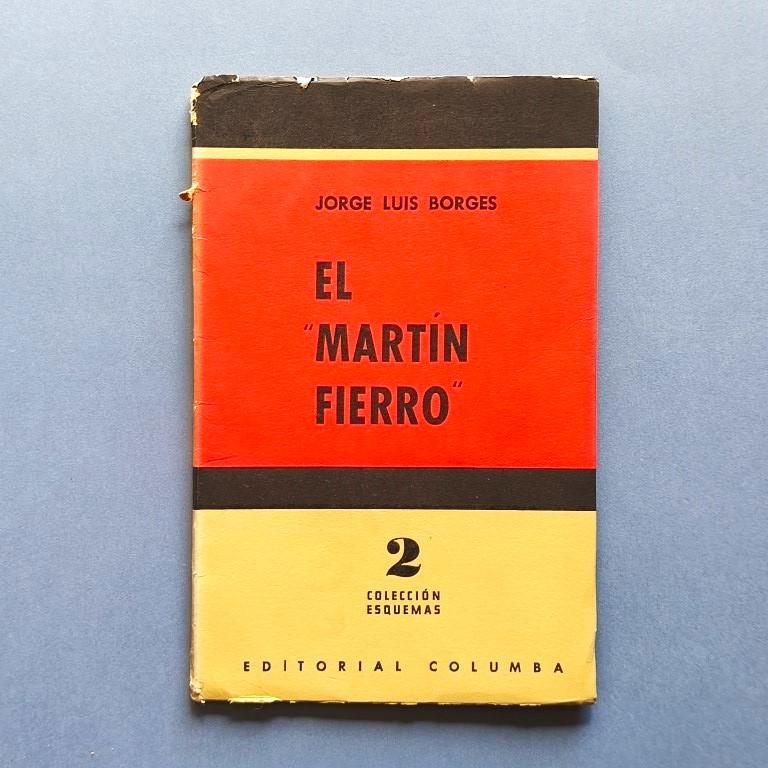 JORGE LUIS BORGES
EL
"MARTÍN
FIERRO"
2
COLECCIÓN
ESQUEMAS
EDITORIAL COLUMBA